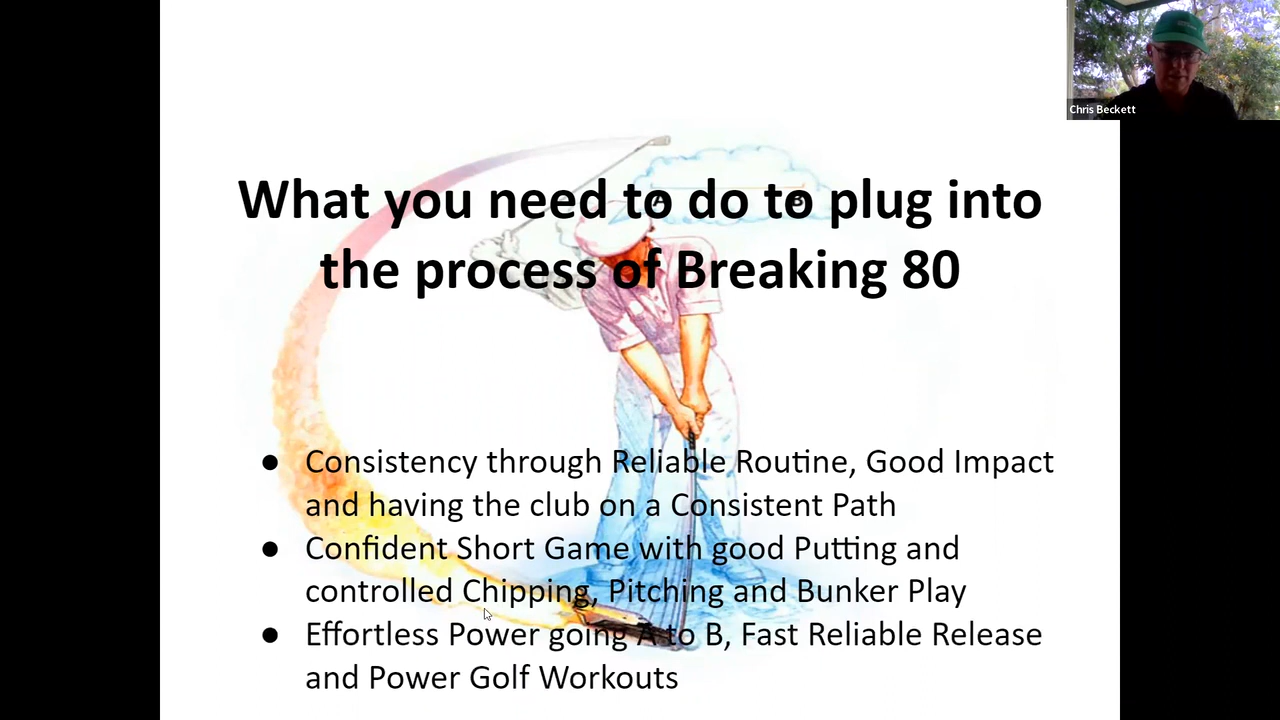 Chris Beckett
What you need to do to plug into
the process of Breaking 80
● Consistency through Reliable Routine, Good Impact
and having the club on a Consistent Path
● Confident Short Game with good Putting and
controlled Chipping, Pitching and Bunker Play
● Effortless Power going A to B, Fast Reliable Release
and Power Golf Workouts